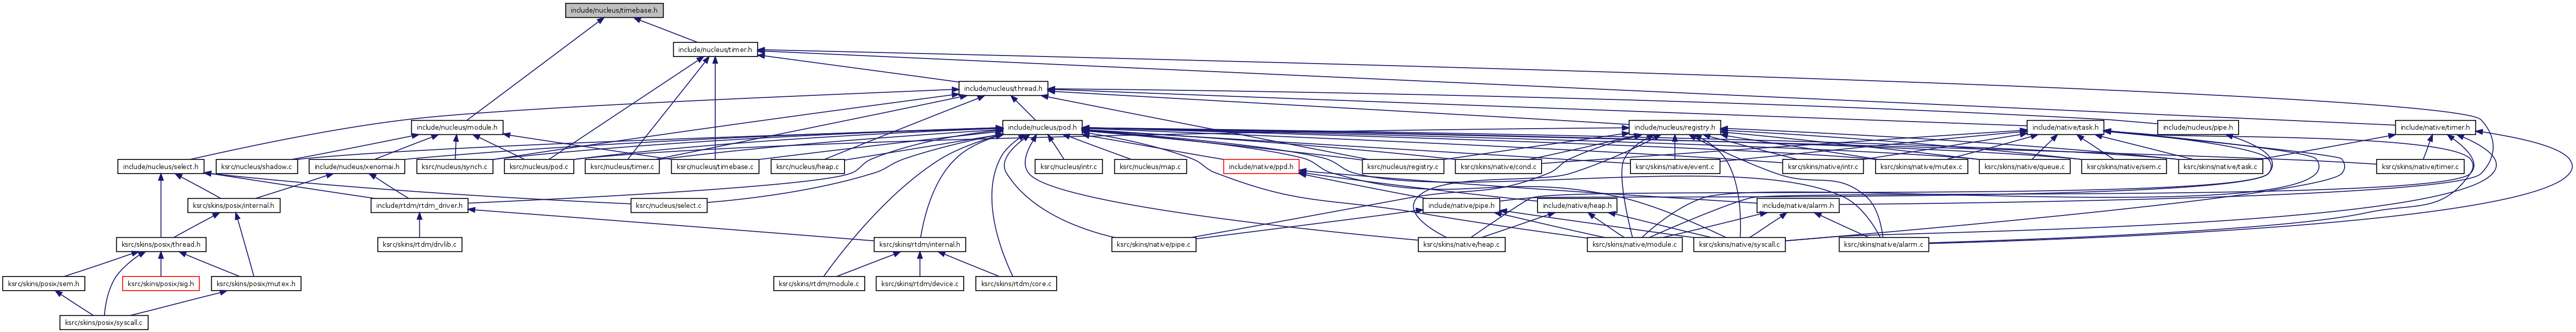 include/nucleus/timebase.h
include/nucleus/timer.h
include/nucleus/thread.h
include/nucleus/module.h
include/nucleus/pod.h
include/nucleus/registry.h
include/native/task.h
include/nucleus/pipe.h
include/native/timer.h
include/nucleus/select.h
ksrc/nucleus/shadow.c
include/nucleus/xenomai.h
ksrc/nucleus/synch.c
ksrc/nucleus/pod.c
ksrc/nucleus/timer.c
ksrc/nucleus/timebase.c
ksrc/nucleus/heap.c
ksrc/nucleus/intr.c
ksrc/nucleus/map.c
include/native/ppd.h
ksrc/nucleus/registry.c
ksrc/skins/native/cond.c
ksrc/skins/native/event.c
ksrc/skins/native/intr.c
ksrc/skins/native/mutex.c
ksrc/skins/native/queue.c
ksrc/skins/native/sem.c
ksrc/skins/native/task.c
ksrc/skins/native/timer.c
ksrc/skins/posix/internal.h
include/rtdm/rtdm_driver.h
ksrc/nucleus/select.c
include/native/pipe.h
include/native/heap.h
include/native/alarm.h
ksrc/skins/posix/thread.h
ksrc/skins/rtdm/drvlib.c
ksrc/skins/rtdm/internal.h
ksrc/skins/native/pipe.c
ksrc/skins/native/heap.c
ksrc/skins/native/module.c
ksrc/skins/native/syscall.c
ksrc/skins/native/alarm.c
ksrc/skins/posix/sem.h
ksrc/skins/posix/sig.h
ksrc/skins/posix/mutex.h
ksrc/skins/rtdm/module.c
ksrc/skins/rtdm/device.c
ksrc/skins/rtdm/core.c
ksrc/skins/posix/syscall.c